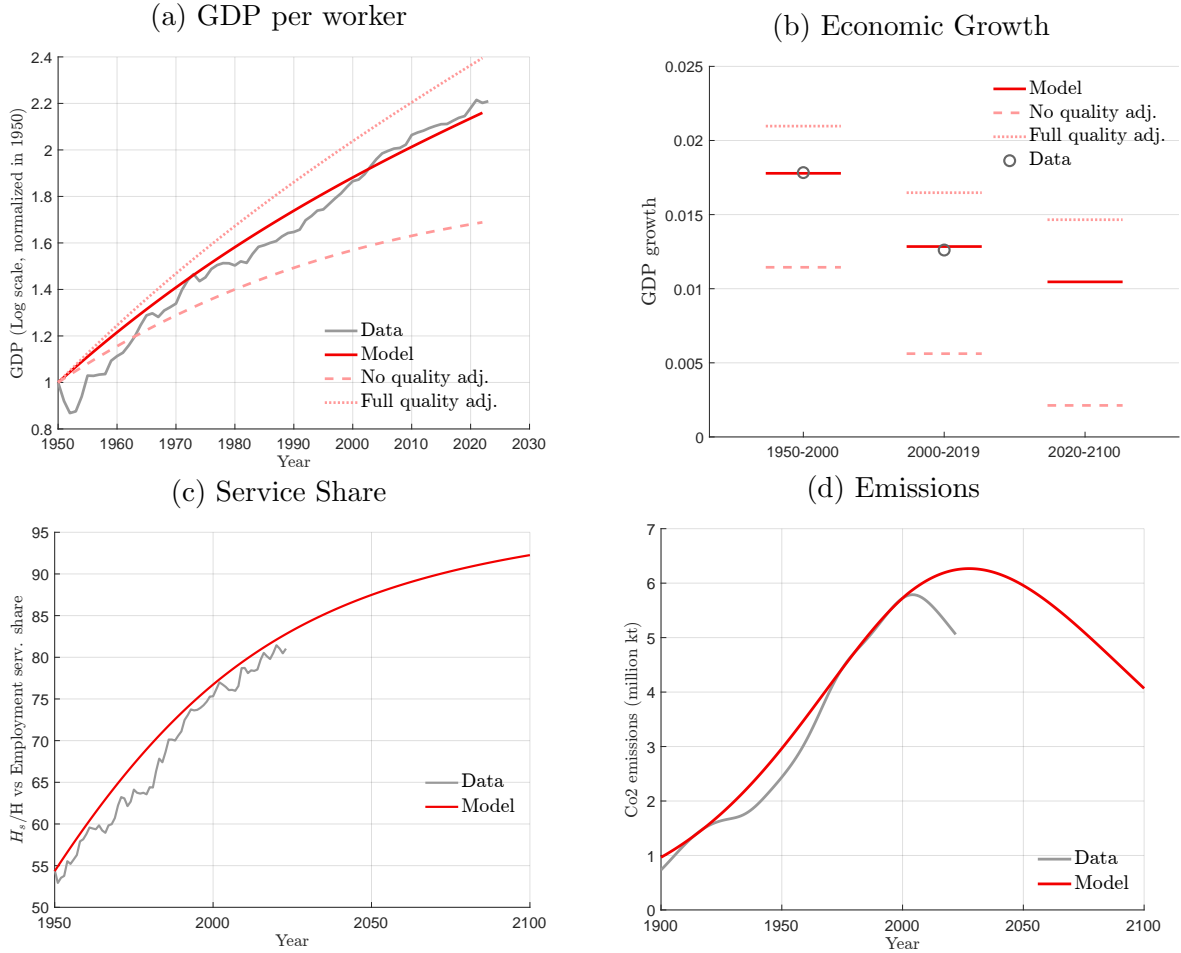 (a) GDP per worker
GDP (Log scale, normalized in 1950)
2.4
2.2
2
1.8
1.6
1.4
1.2
1
0.8
1950 1960 1970 1980 1990 2000 2010 2020 2030
Year
Data
Model
No quality adj.
Full quality adj.
(b) Economic Growth
GDP growth
0.025
0.02
0.015
0.01
0.005
0
1950-2000 2000-2019 2020-2100
Model
No quality adj.
Full quality adj.
Data
(c) Service Share
H_s/H vs Employment serv. share
95
90
85
80
75
70
65
60
55
50
1950 2000 2050 2100
Year
Data
Model
(d) Emissions
Co2 emissions (million kt)
7
6
5
4
3
2
1
0
1900 1950 2000 2050 2100
Year
Data
Model